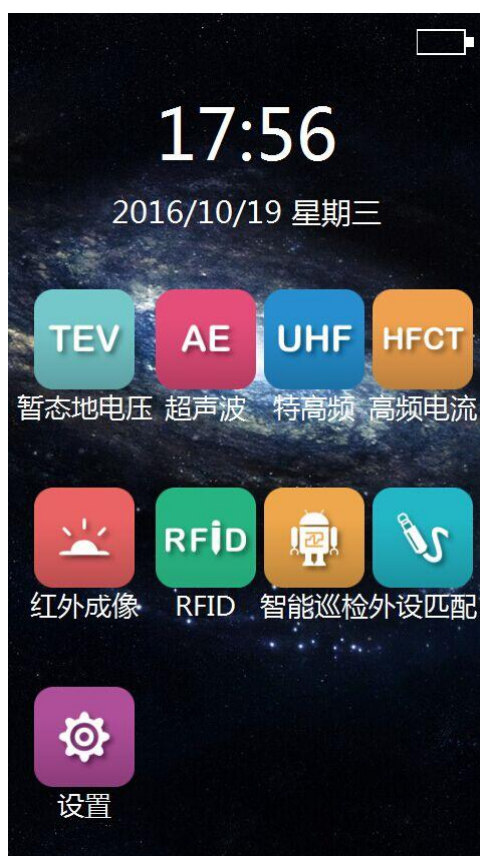 17:56
2016/10/19 星期三
TEV AE UHF HFCT
暂态地电压 超声波 特高频 高频电流
RFiD
红外成像 RFID 智能巡检 外设匹配
设置